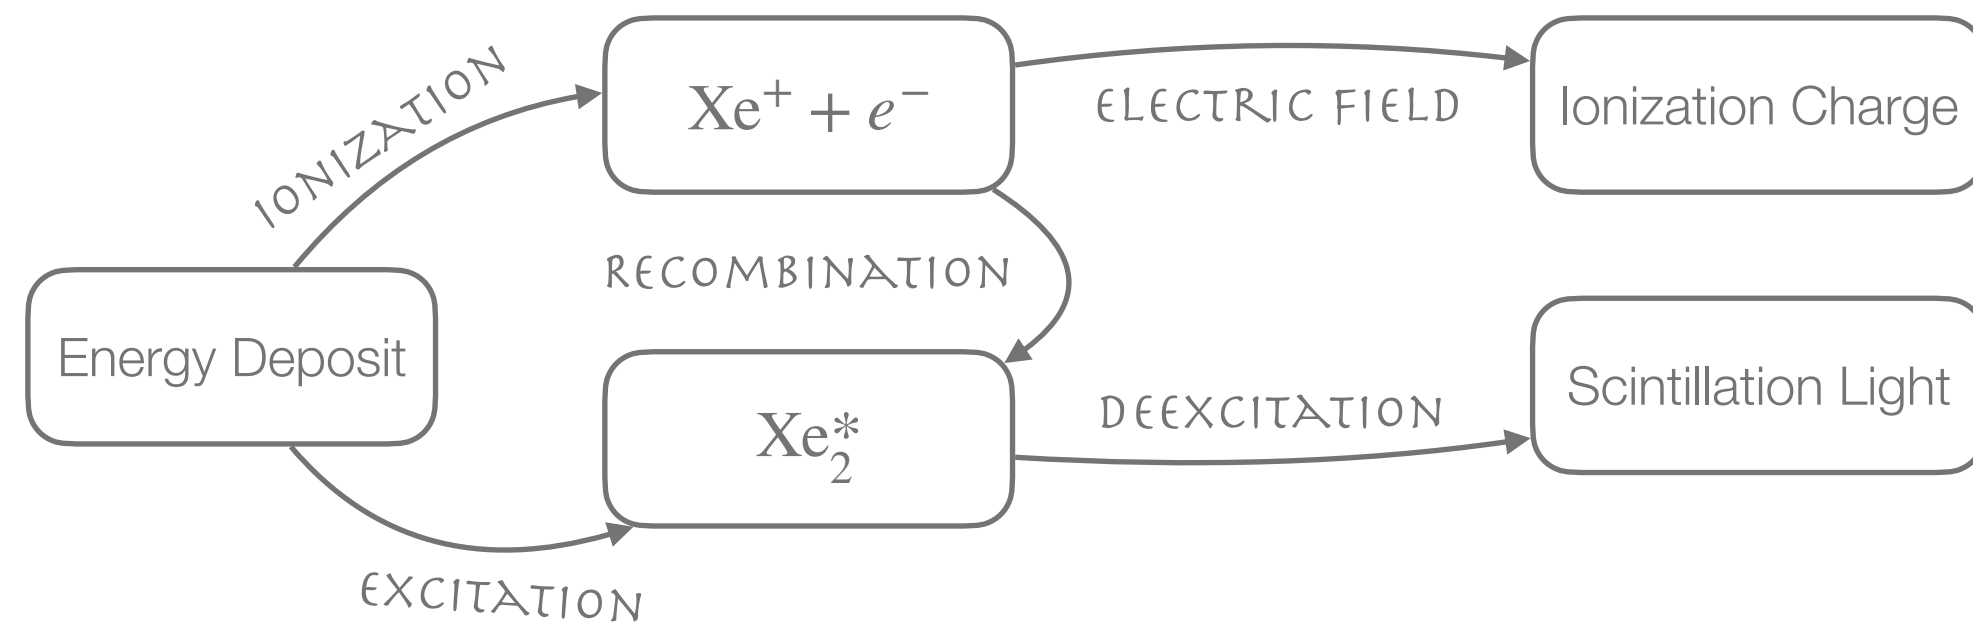 IONIZATION
Xe⁺ + e⁻
ELECTRIC FIELD
Ionization Charge
RECOMBINATION
Energy Deposit
Xe₂*
DEEXCITATION
Scintillation Light
EXCITATION